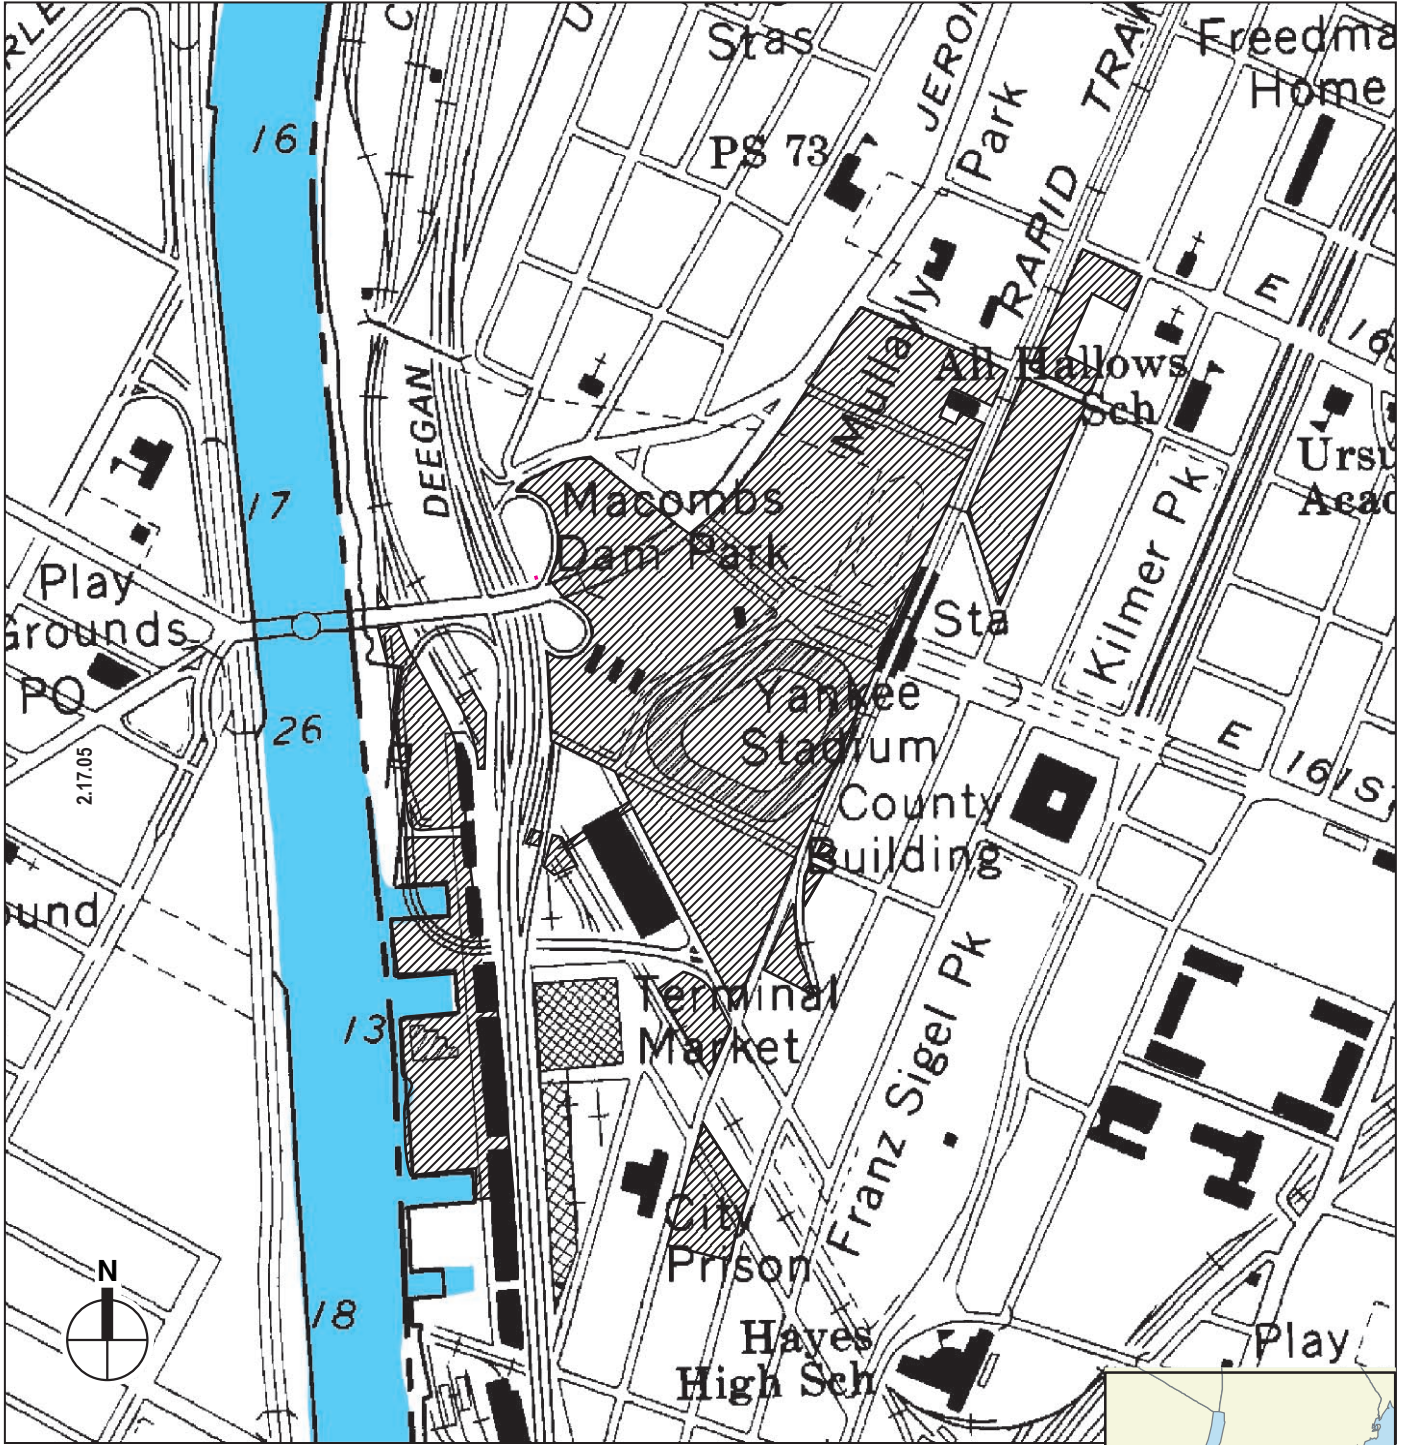 Stas
Freedma
Home
JERO
Park
RAPID TRA
16
PS 73
Mullaly
E
16
All Hallows
Sch
DEEGAN
Ursu
Acad
17
Macombs
Dam Park
Kilmer Pk
Play
Grounds
PO
Sta
26
2.17.05
Yankee
Stadium
E 161 St
County
Building
ound
13
Terminal
Market
Franz Sigel Pk
City
Prison
N
18
Hayes
High Sch
Play